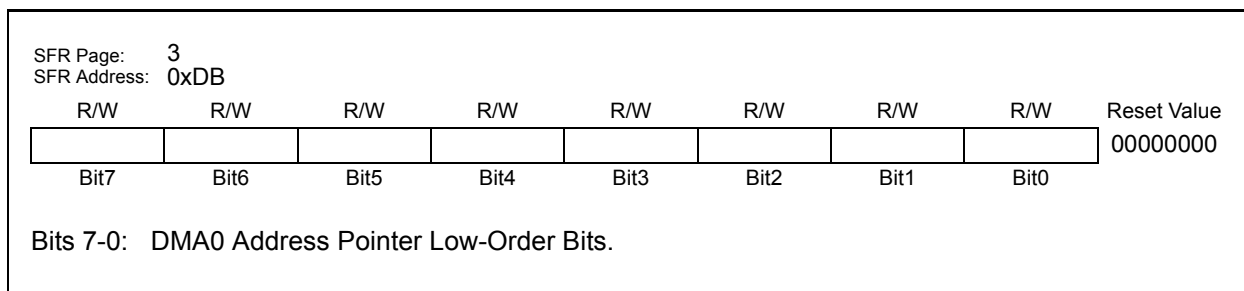 SFR Page: 3
SFR Address: 0xDB
R/W R/W R/W R/W R/W R/W R/W R/W Reset Value
00000000
Bit7 Bit6 Bit5 Bit4 Bit3 Bit2 Bit1 Bit0
Bits 7-0: DMA0 Address Pointer Low-Order Bits.